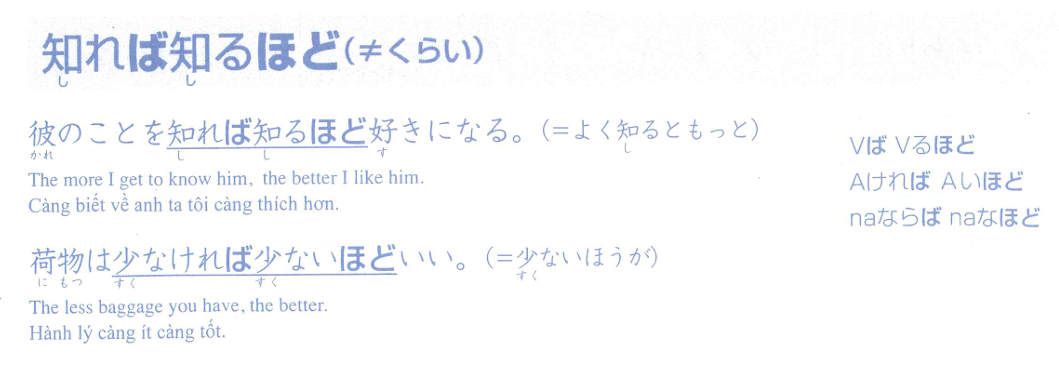 知れば知るほど(≠くらい)
し し
彼のことを知れば知るほど好きになる。(=よく知るともっと)
かれ し し す し
The more I get to know him, the better I like him.
Càng biết về anh ta tôi càng thích hơn.
荷物は少なければ少ないほどいい。(=少ないほうが)
に もつ すく すく すく
The less baggage you have, the better.
Hành lý càng ít càng tốt.
Vば Vるほど
Aければ Aいほど
naならば naなほど